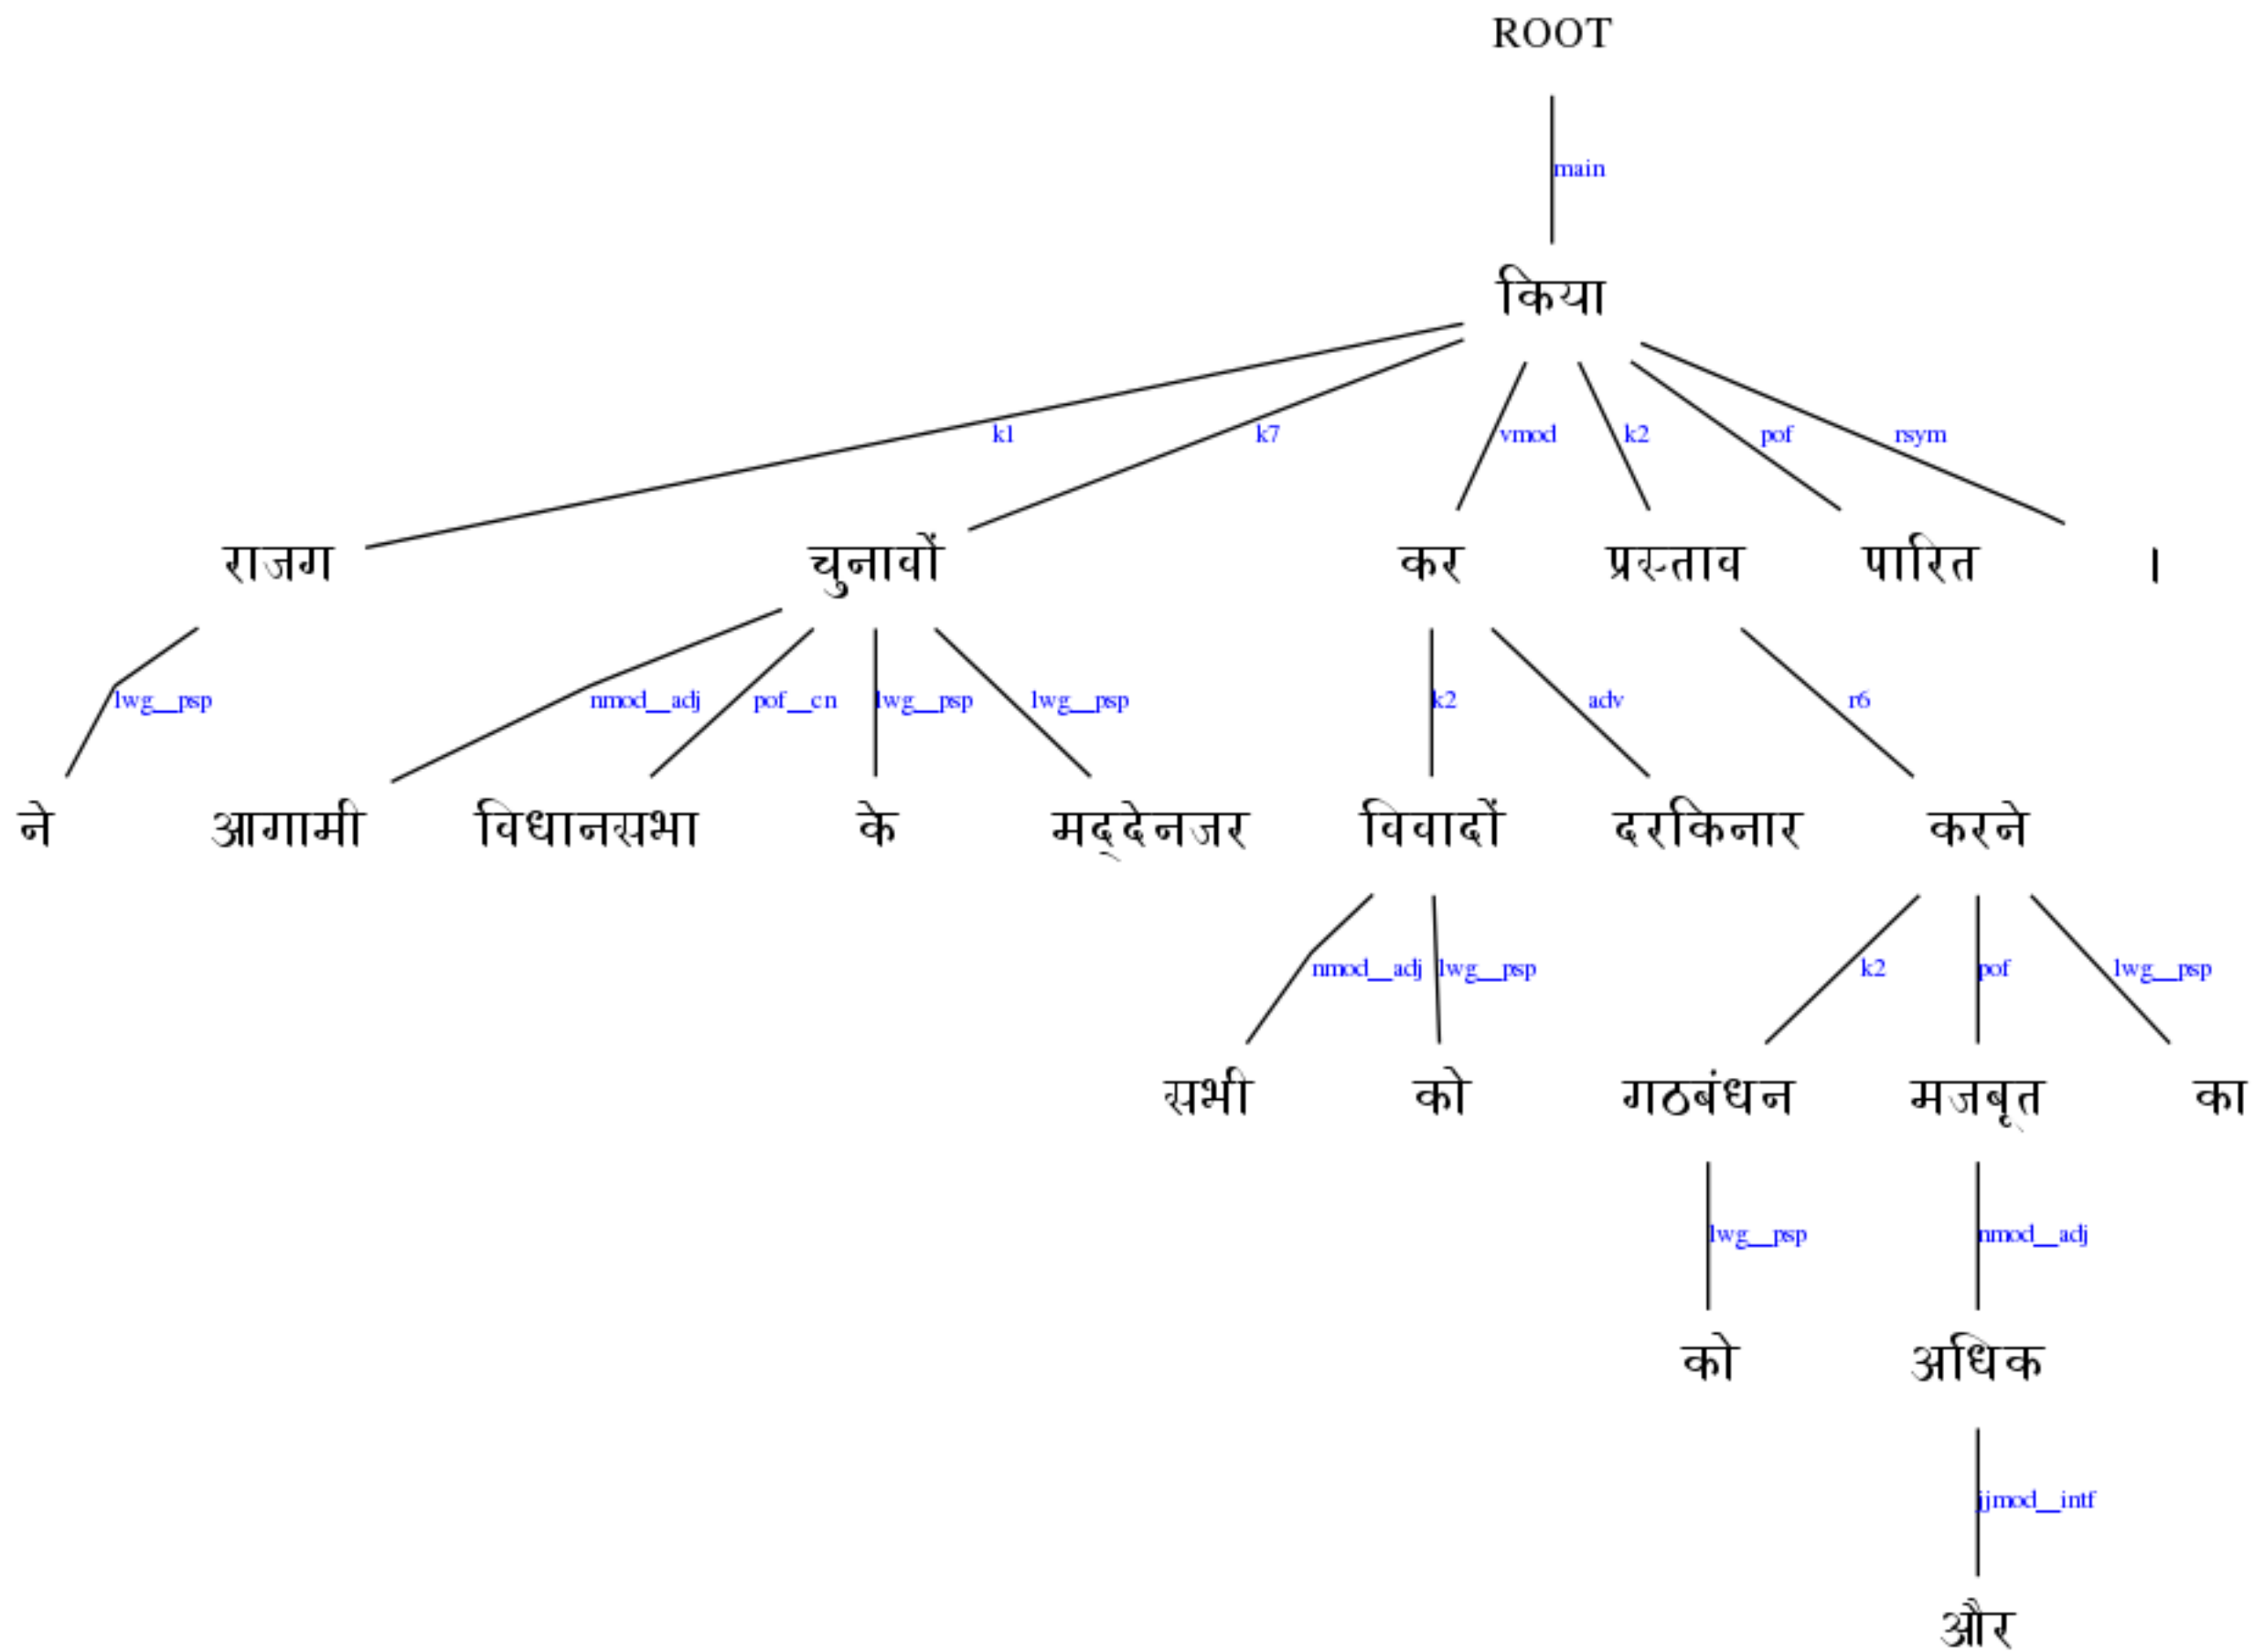 ROOT
main
किया
k1 k7 vmod k2 pof rsym
राजग चुनावों कर प्रस्ताव पारित ।
lwg__psp nmod__adj pof__cn lwg__psp lwg__psp k2 adv r6
ने आगामी विधानसभा के मद्देनजर विवादों दरकिनार करने
nmod__adj lwg__psp k2 pof lwg__psp
सभी को गठबंधन मजबूत का
lwg__psp nmod__adj
को अधिक
jjmod__intf
और